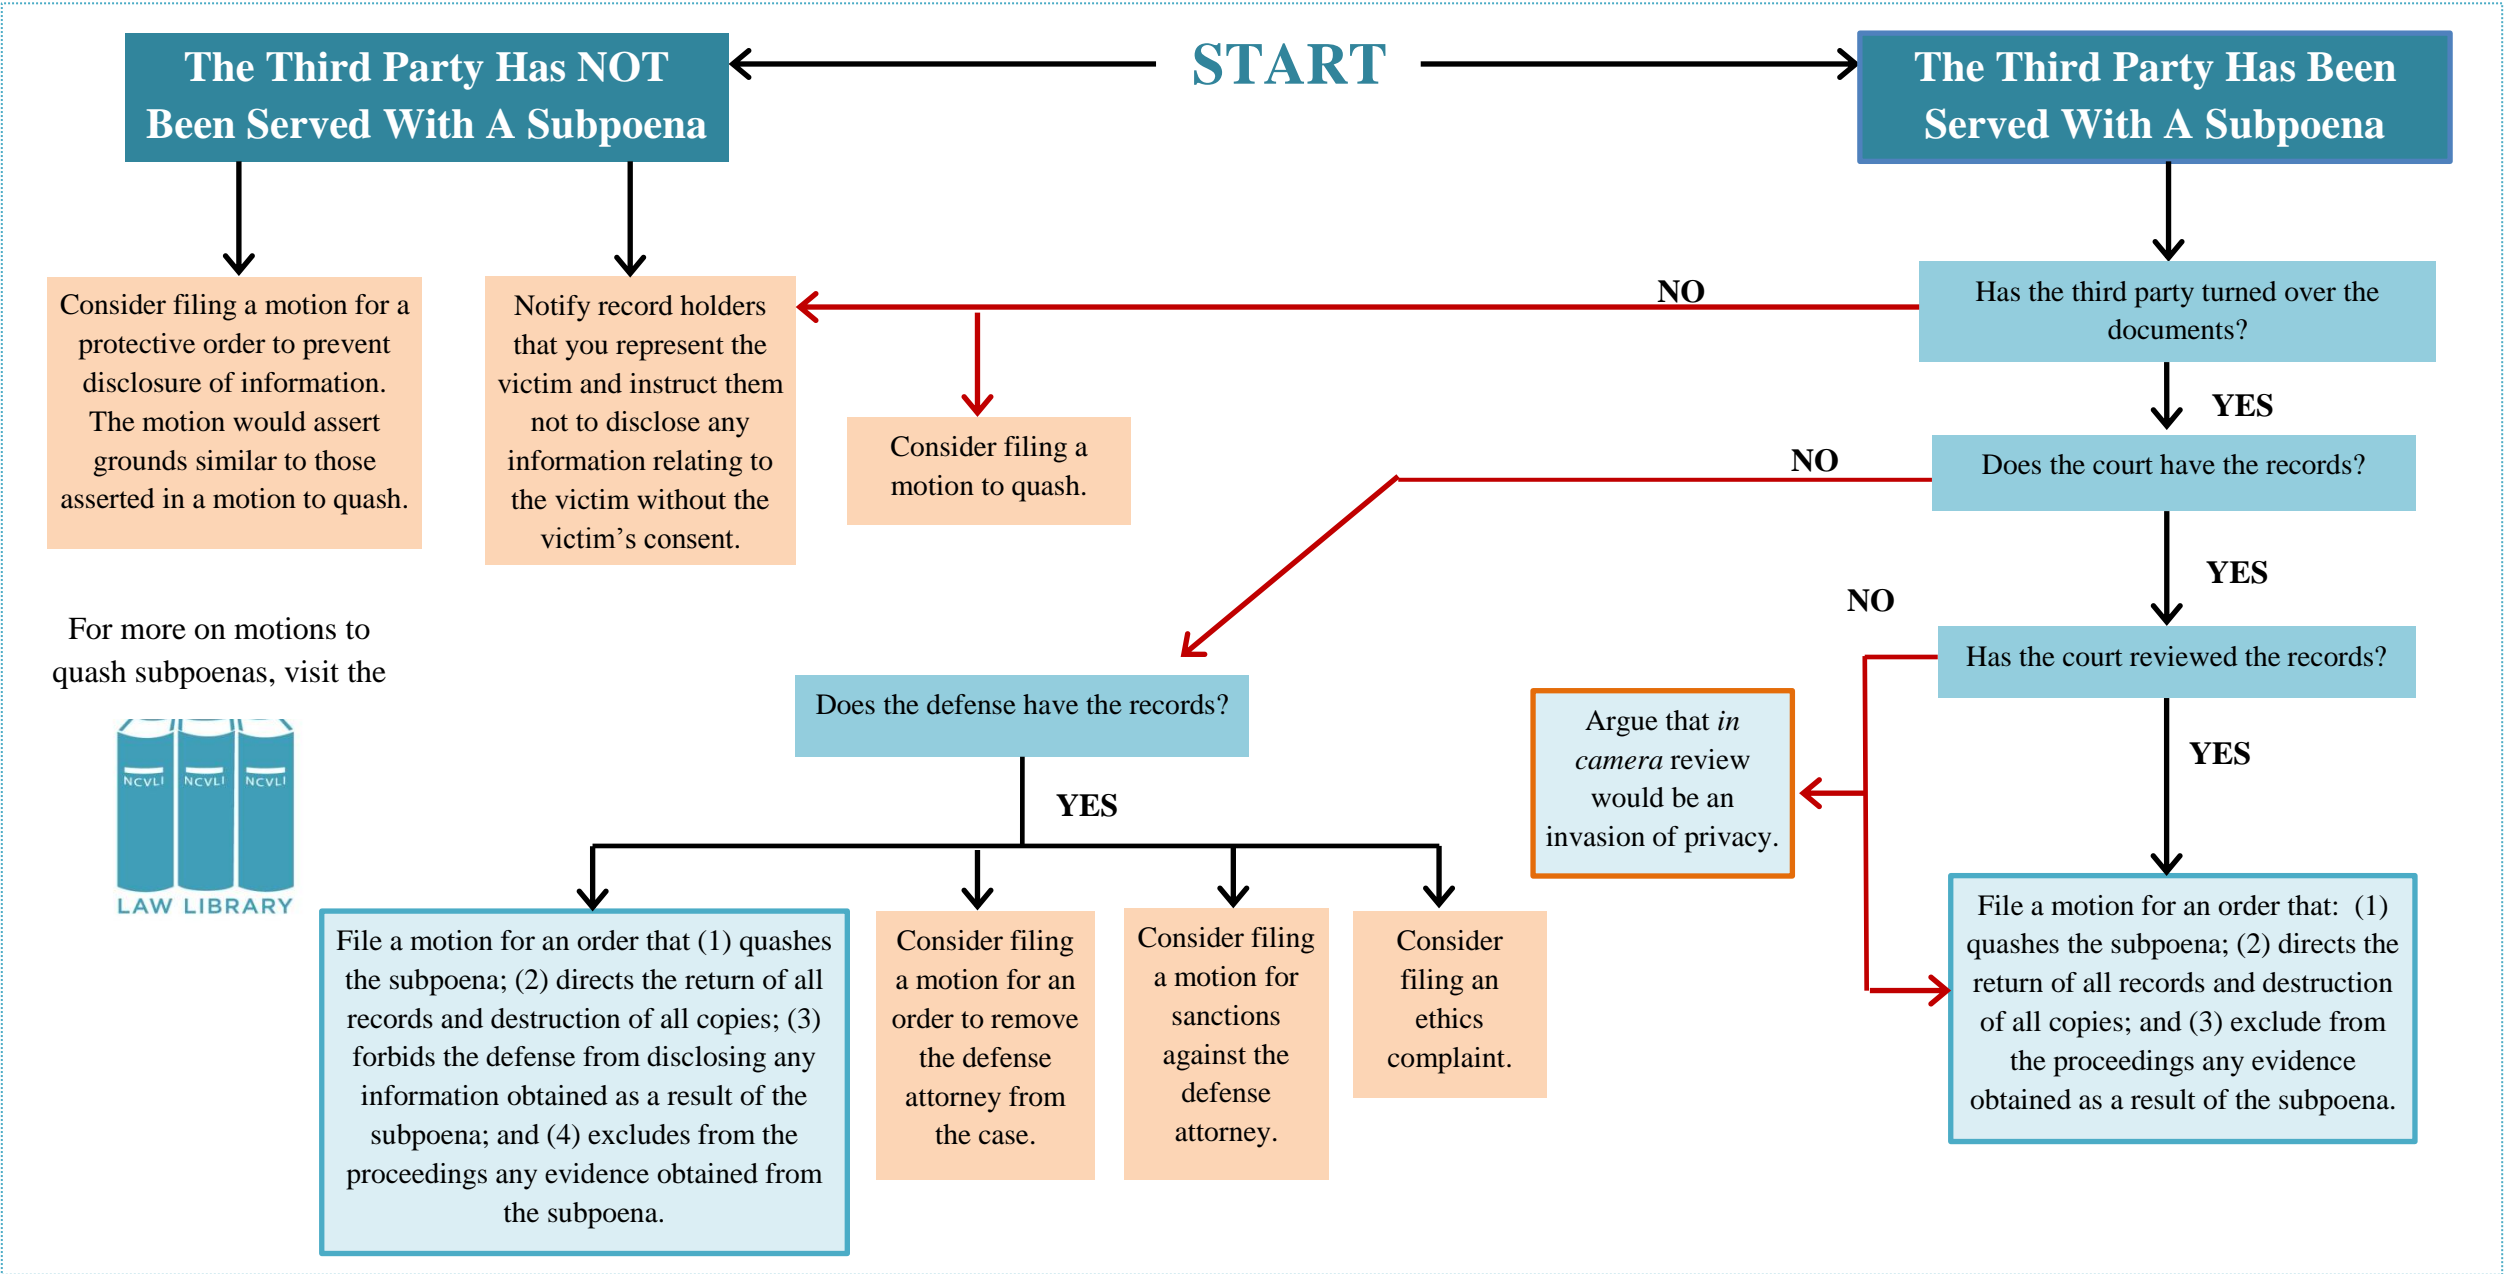 START
The Third Party Has NOT
Been Served With A Subpoena
The Third Party Has Been
Served With A Subpoena
Consider filing a motion for a
protective order to prevent
disclosure of information.
The motion would assert
grounds similar to those
asserted in a motion to quash.
Notify record holders
that you represent the
victim and instruct them
not to disclose any
information relating to
the victim without the
victim’s consent.
NO
Has the third party turned over the
documents?
YES
Consider filing a
motion to quash.
NO
Does the court have the records?
YES
NO
Has the court reviewed the records?
YES
For more on motions to
quash subpoenas, visit the
NCVLI NCVLI NCVLI
LAW LIBRARY
Does the defense have the records?
YES
Argue that in
camera review
would be an
invasion of privacy.
File a motion for an order that (1) quashes
the subpoena; (2) directs the return of all
records and destruction of all copies; (3)
forbids the defense from disclosing any
information obtained as a result of the
subpoena; and (4) excludes from the
proceedings any evidence obtained from
the subpoena.
Consider filing
a motion for an
order to remove
the defense
attorney from
the case.
Consider filing
a motion for
sanctions
against the
defense
attorney.
Consider
filing an
ethics
complaint.
File a motion for an order that: (1)
quashes the subpoena; (2) directs the
return of all records and destruction
of all copies; and (3) exclude from
the proceedings any evidence
obtained as a result of the subpoena.